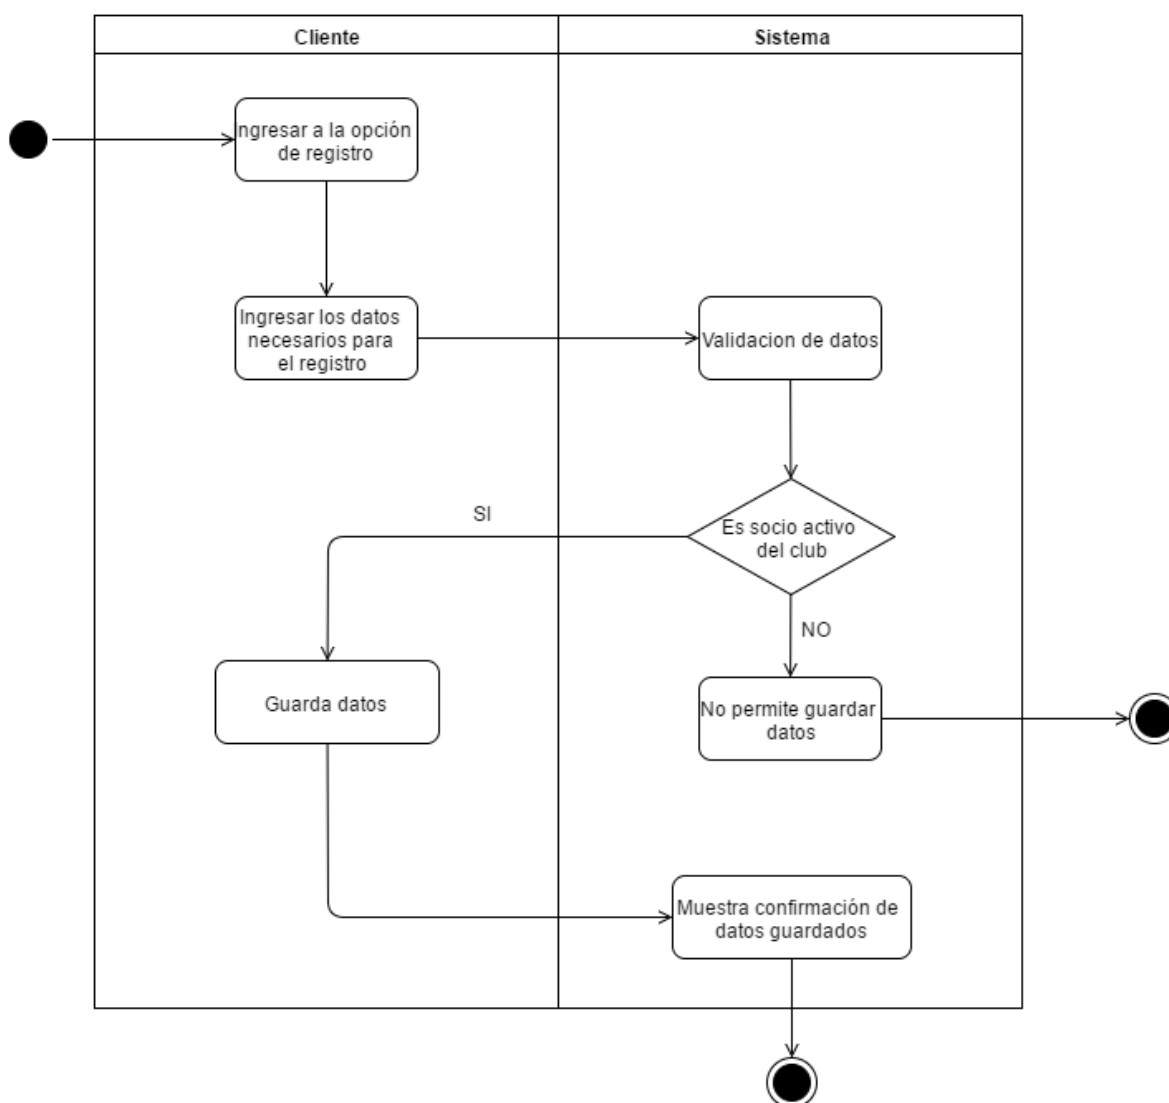 Cliente
Sistema
Ingresar a la opción
de registro
Ingresar los datos
necesarios para
el registro
Validacion de datos
SI
Es socio activo
del club
NO
Guarda datos
No permite guardar
datos
Muestra confirmación de
datos guardados